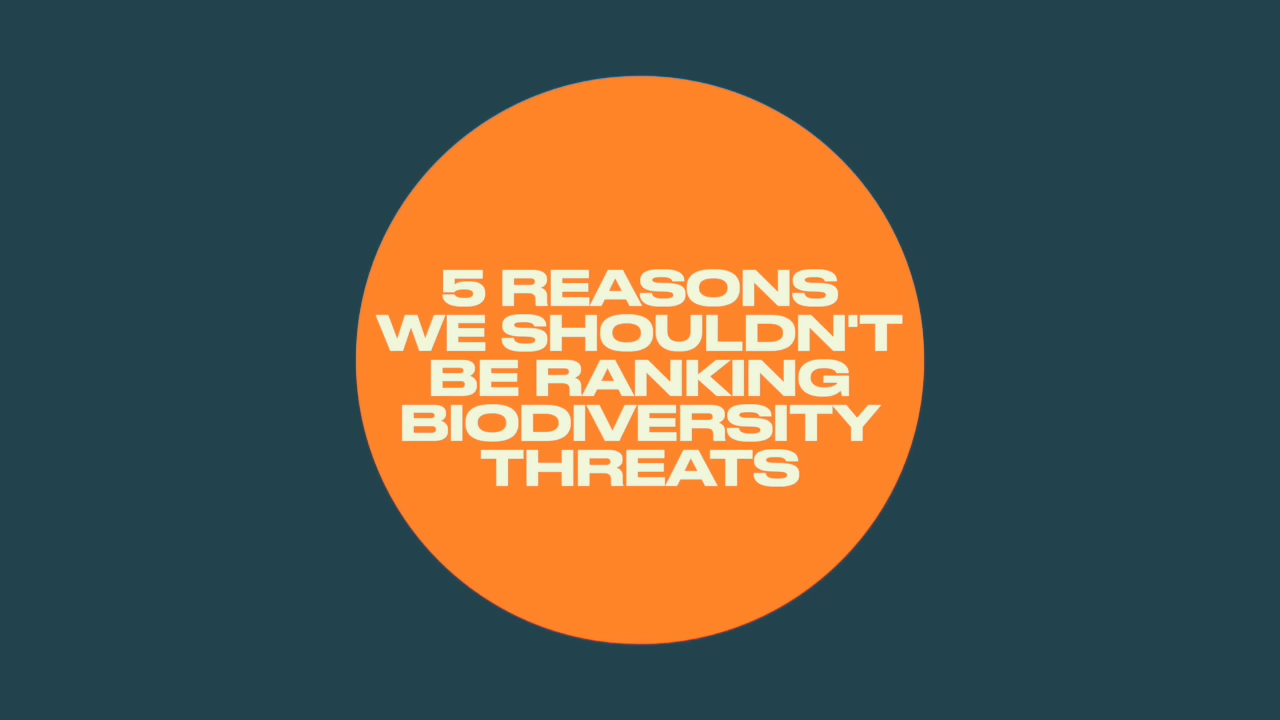 5 REASONS
WE SHOULDN'T
BE RANKING
BIODIVERSITY
THREATS